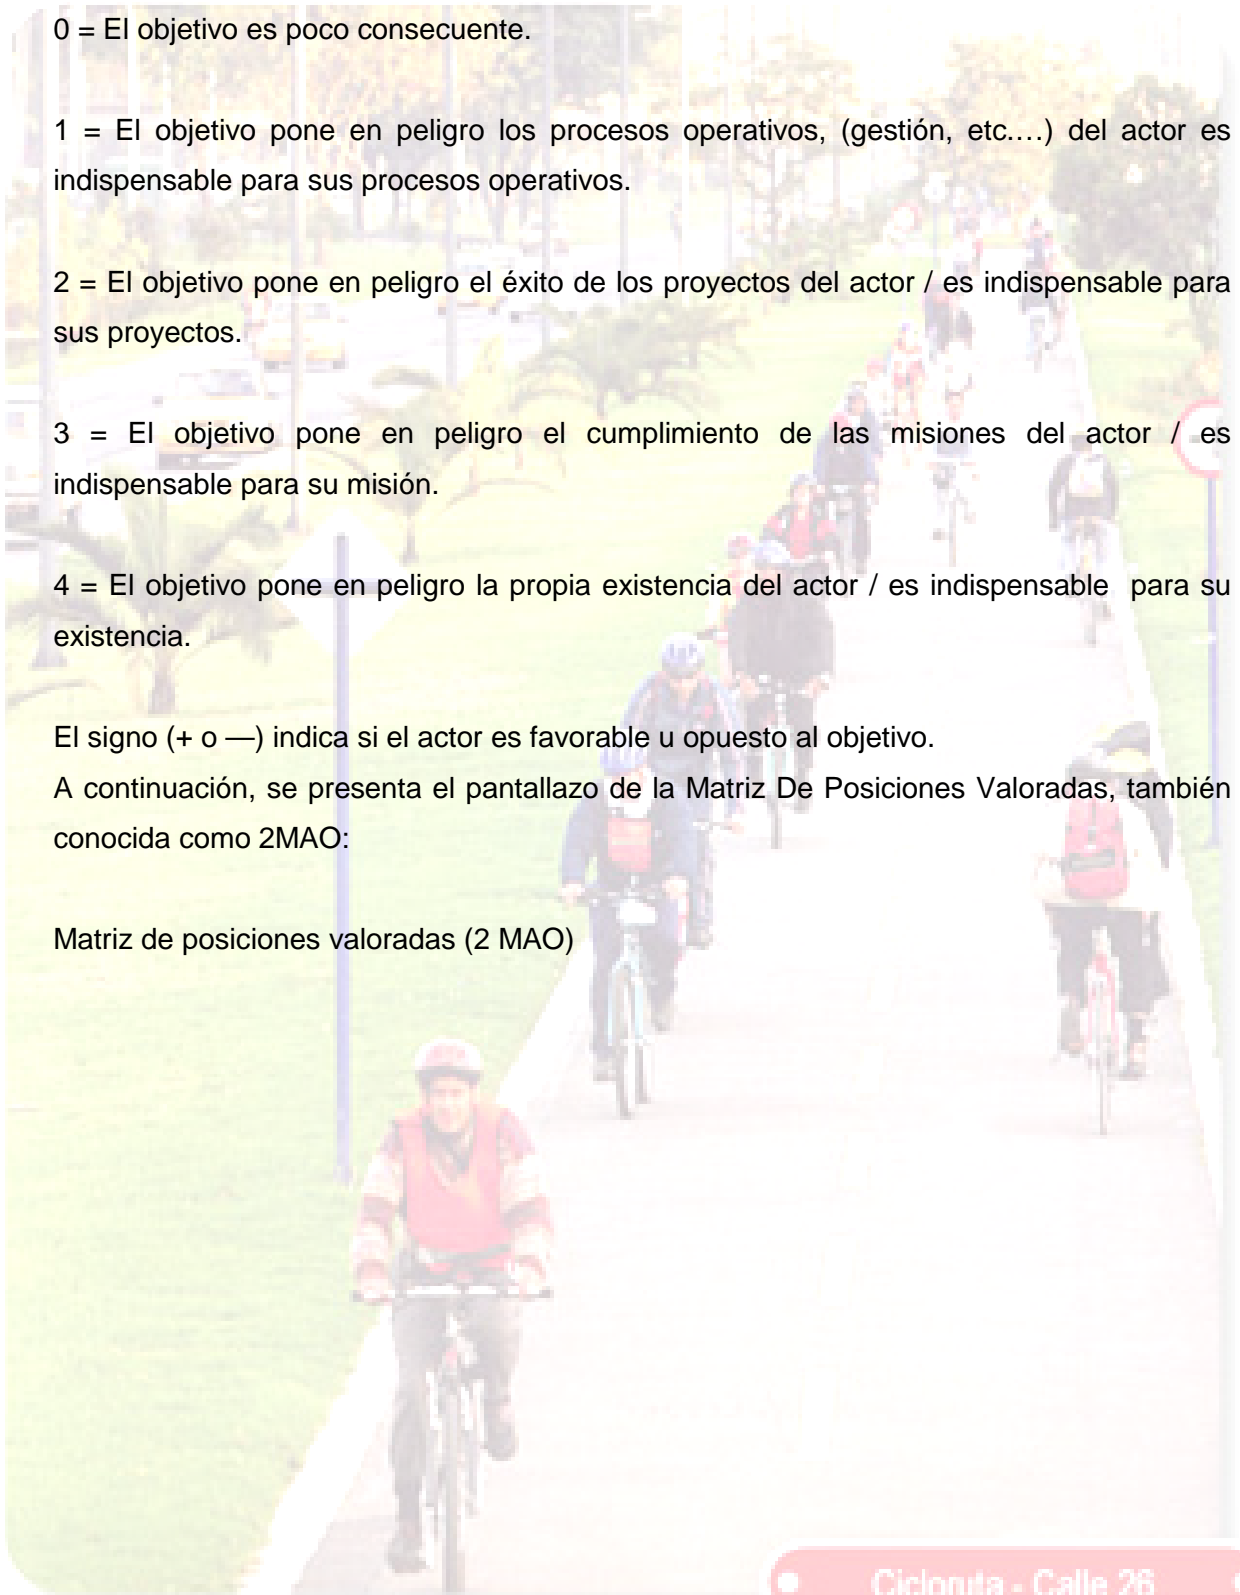 0 = El objetivo es poco consecuente.
1 = El objetivo pone en peligro los procesos operativos, (gestión, etc.…) del actor es
indispensable para sus procesos operativos.
2 = El objetivo pone en peligro el éxito de los proyectos del actor / es indispensable para
sus proyectos.
3 = El objetivo pone en peligro el cumplimiento de las misiones del actor / es
indispensable para su misión.
4 = El objetivo pone en peligro la propia existencia del actor / es indispensable para su
existencia.
El signo (+ o —) indica si el actor es favorable u opuesto al objetivo.
A continuación, se presenta el pantallazo de la Matriz De Posiciones Valoradas, también
conocida como 2MAO:
Matriz de posiciones valoradas (2 MAO)
Cicloruta - Calle 26